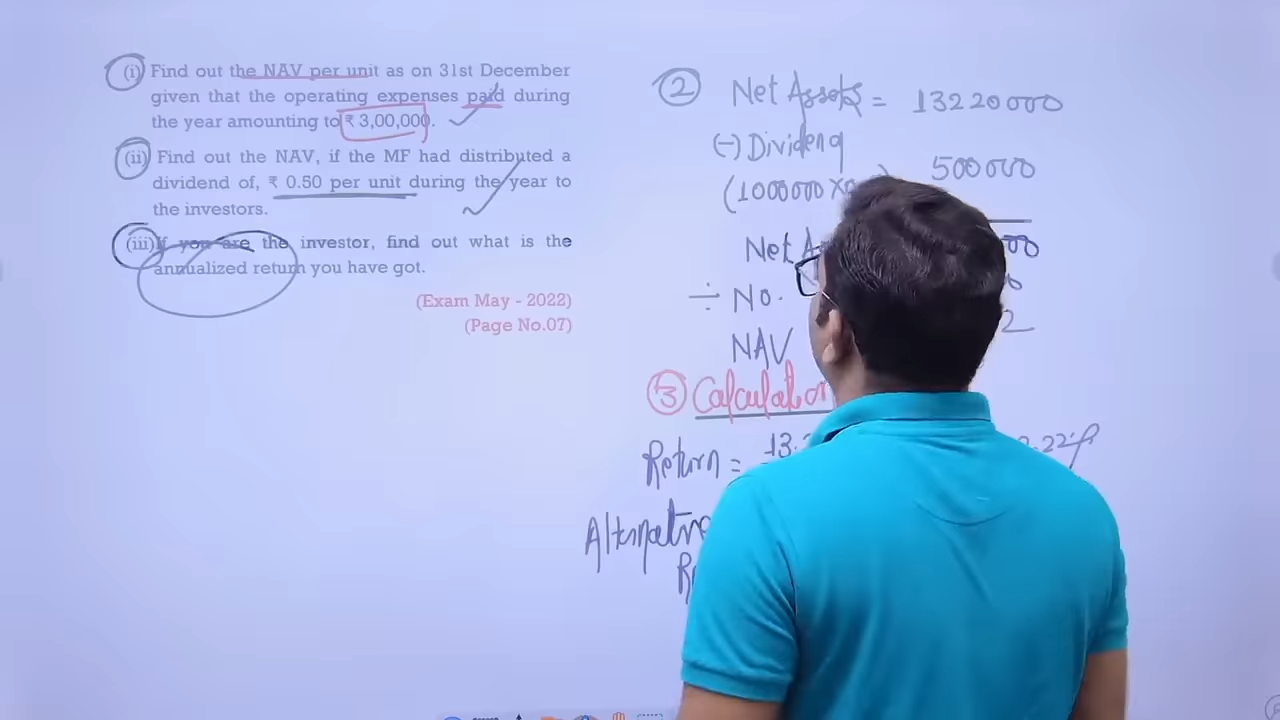 (i) Find out the NAV per unit as on 31st December
given that the operating expenses paid during
the year amounting to ₹ 3,00,000.
(ii) Find out the NAV, if the MF had distributed a
dividend of, ₹ 0.50 per unit during the year to
the investors.
(iii) If you are the investor, find out what is the
annualized return you have got.
(Exam May - 2022)
(Page No.07)
2 Net Assets = 13220000
(-) Dividend
(1000000 x 500000
Net
÷ No.
NAV 2
3 Calculation
Return = 13.